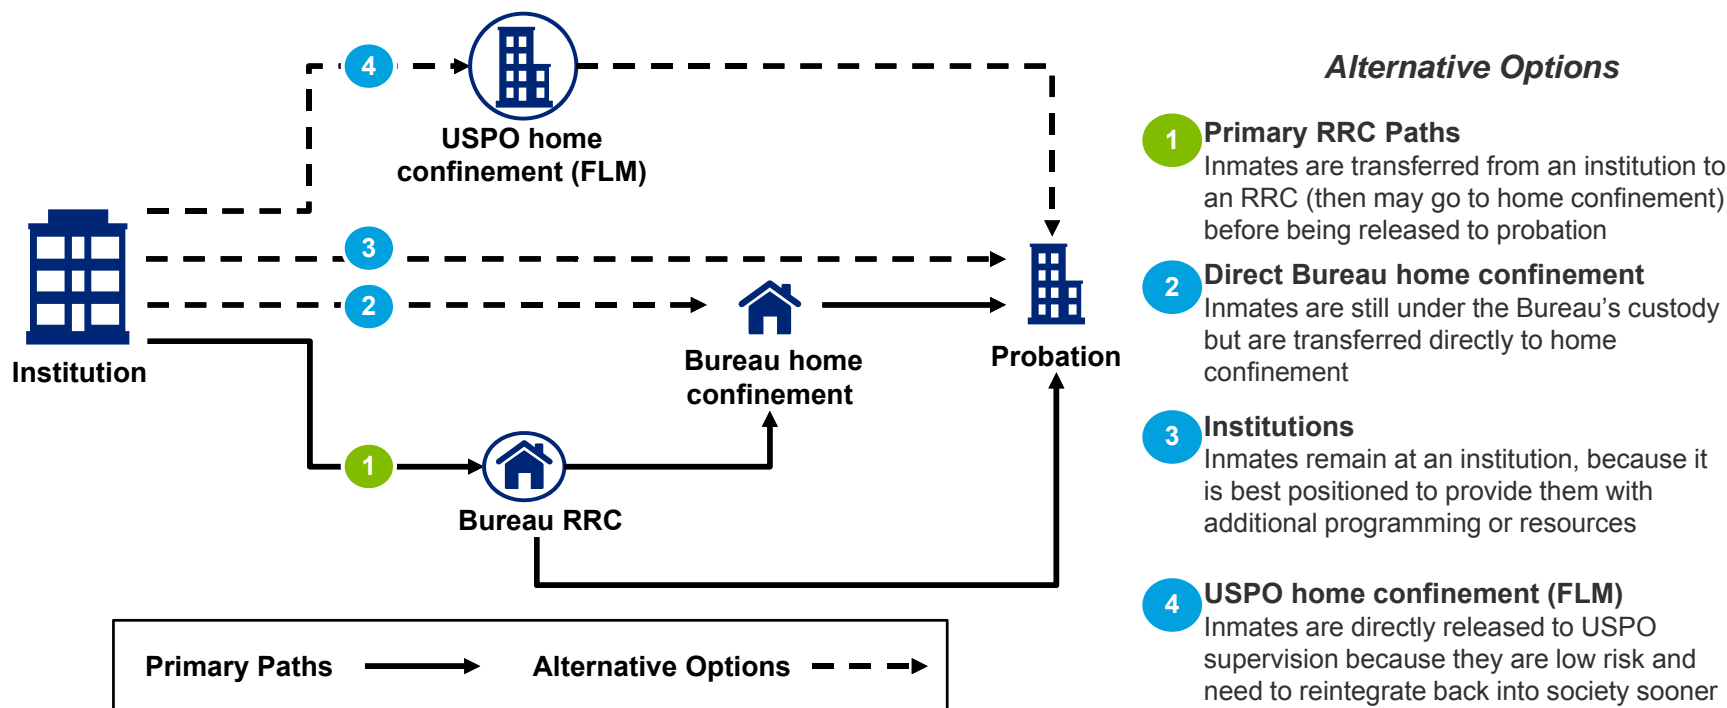 4
USPO home
confinement (FLM)
3
2
Institution
Bureau home
confinement
Probation
1
Bureau RRC
Primary Paths
Alternative Options
Alternative Options
1
Primary RRC Paths
Inmates are transferred from an institution to
an RRC (then may go to home confinement)
before being released to probation
2
Direct Bureau home confinement
Inmates are still under the Bureau’s custody
but are transferred directly to home
confinement
3
Institutions
Inmates remain at an institution, because it
is best positioned to provide them with
additional programming or resources
4
USPO home confinement (FLM)
Inmates are directly released to USPO
supervision because they are low risk and
need to reintegrate back into society sooner